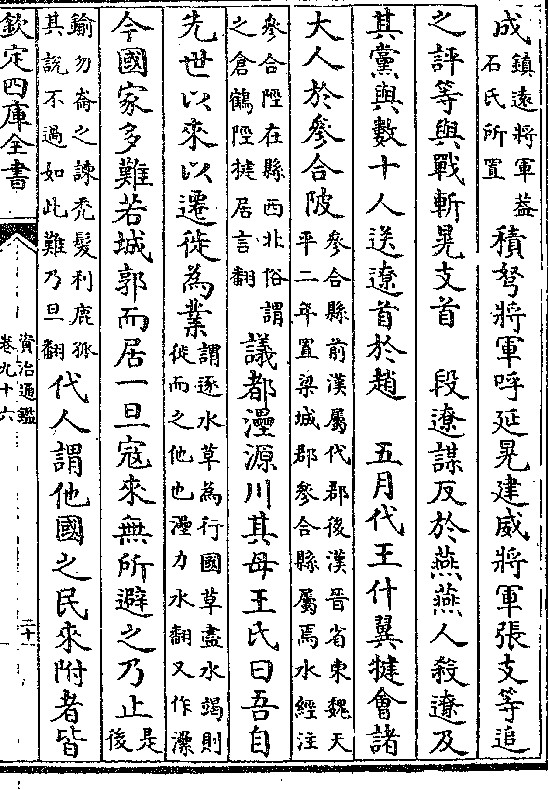 成鎮遠將軍葢
石氏所置
積弩將軍呼延晃建威將軍張支等追
之評等與戰斬晃支首　段遼謀反於燕燕人殺遼及
其黨與數十人送遼首於趙　五月代王什翼犍會諸
大人於參合陂
參合縣前漢屬代郡後漢晉省東魏天
平二年置梁城郡參合縣屬焉水經注
參合陘在縣西北俗謂
之倉鶴陘犍居言翻
議都灅源川其母王氏曰吾自
先世以來以遷徙為業
謂逐水草為行國草盡水竭則
徙而之他也灅力水翻又作漯
今國家多難若城郭而居一旦寇來無所避之乃止
是
後
鍮勿崙之諫禿髮利鹿孤
其說不過如此難乃旦翻
代人謂他國之民來附者皆
欽定四庫全書
資治通鑑
卷九十六
二十一